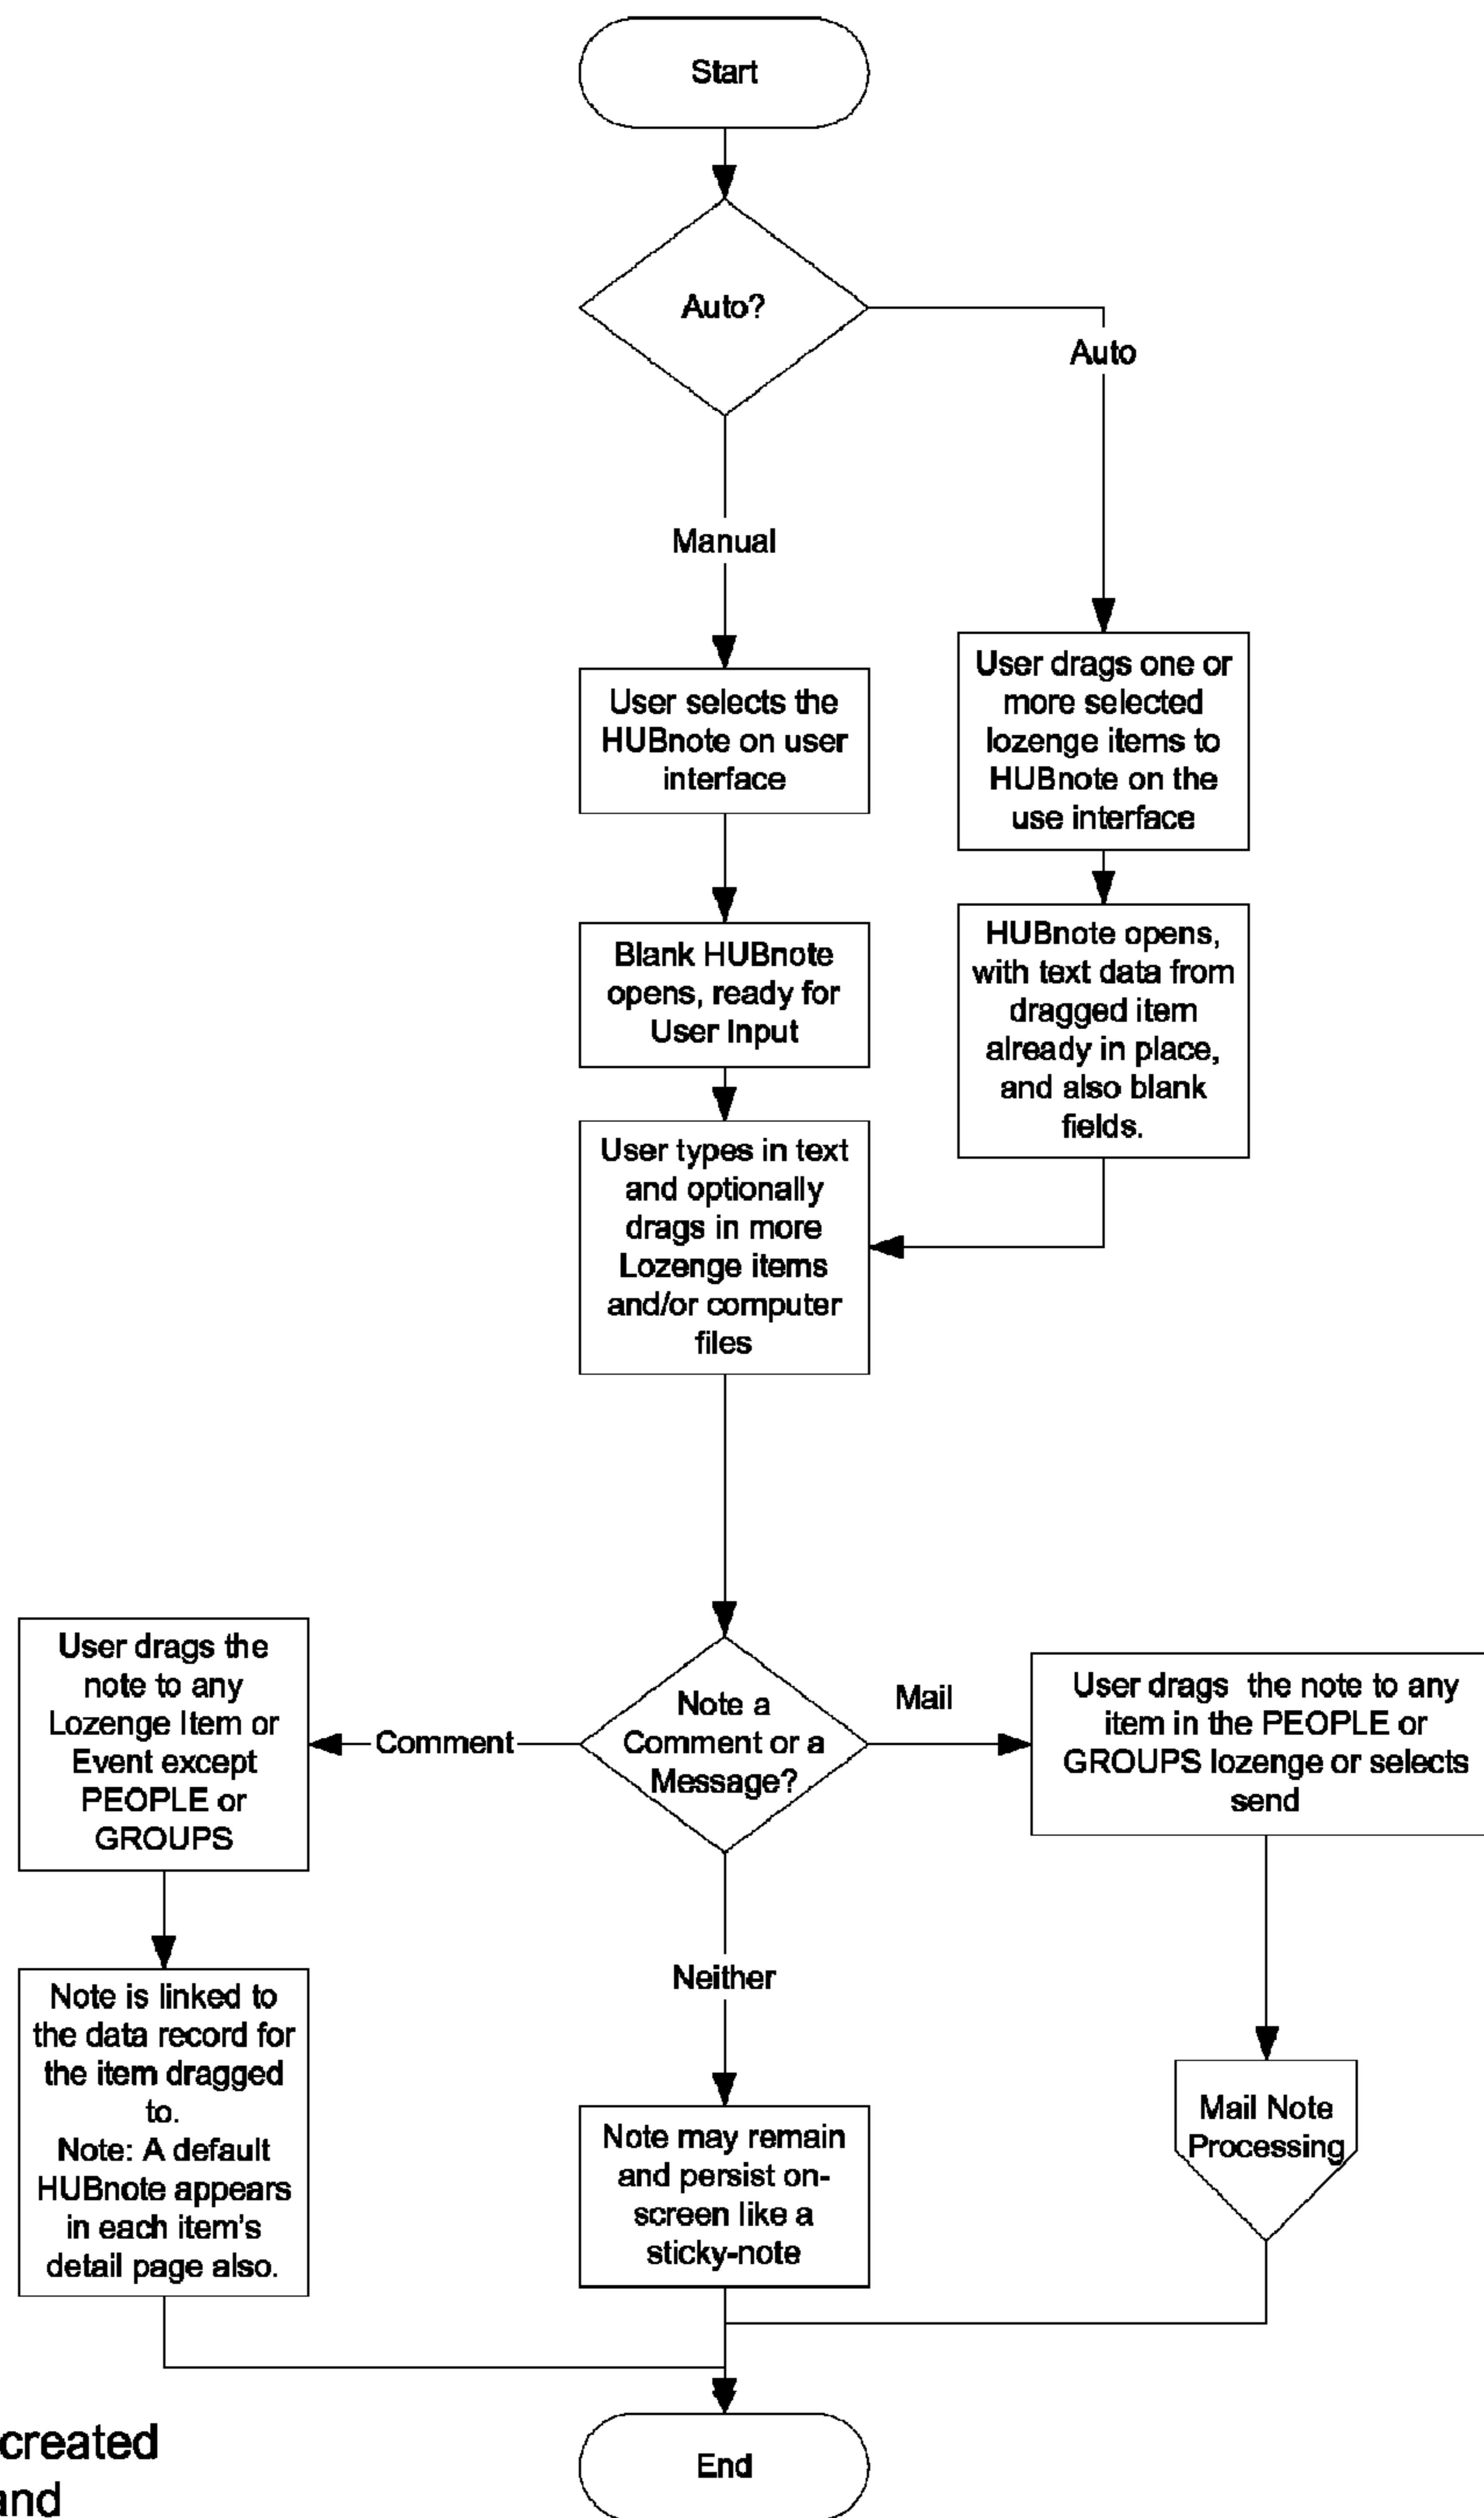 Start
Auto?
Auto
Manual
User selects the
HUBnote on user
interface
User drags one or
more selected
lozenge items to
HUBnote on the
use interface
Blank HUBnote
opens, ready for
User Input
HUBnote opens,
with text data from
dragged item
already in place,
and also blank
fields.
User types in text
and optionally
drags in more
Lozenge items
and/or computer
files
User drags the
note to any
Lozenge Item or
Event except
PEOPLE or
GROUPS
Comment
Note a
Comment or a
Message?
Mail
User drags the note to any
item in the PEOPLE or
GROUPS lozenge or selects
send
Neither
Note is linked to
the data record for
the item dragged
to.
Note: A default
HUBnote appears
in each item's
detail page also.
Note may remain
and persist on-
screen like a
sticky-note
Mail Note
Processing
created
and
End